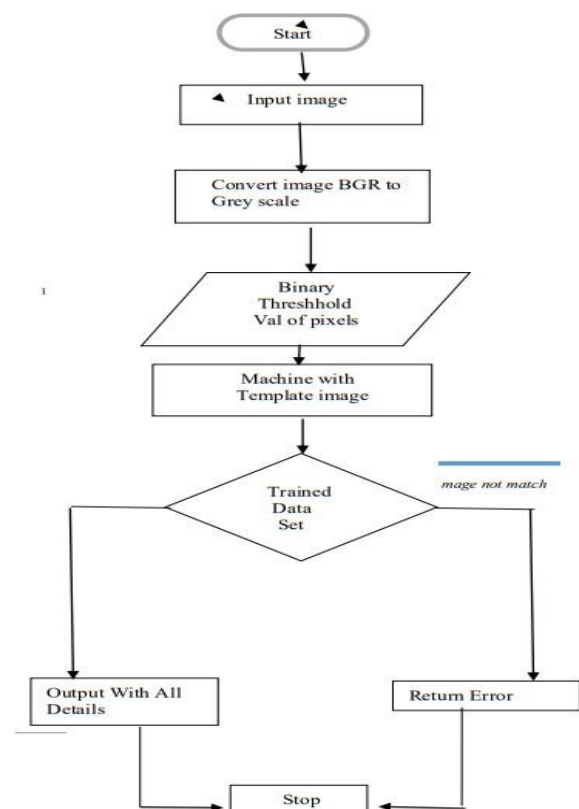 Start
Input image
Convert image BGR to
Grey scale
1
Binary
Threshhold
Val of pixels
Machine with
Template image
mage not match
Trained
Data
Set
Output With All
Details
Return Error
Stop